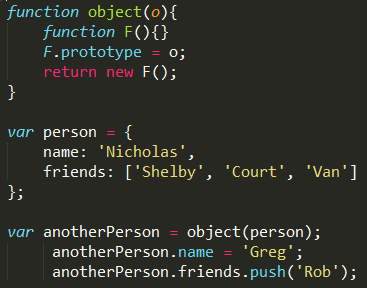 function object(o){
    function F(){}
    F.prototype = o;
    return new F();
}

var person = {
    name: 'Nicholas',
    friends: ['Shelby', 'Court', 'Van']
};

var anotherPerson = object(person);
     anotherPerson.name = 'Greg';
     anotherPerson.friends.push('Rob');